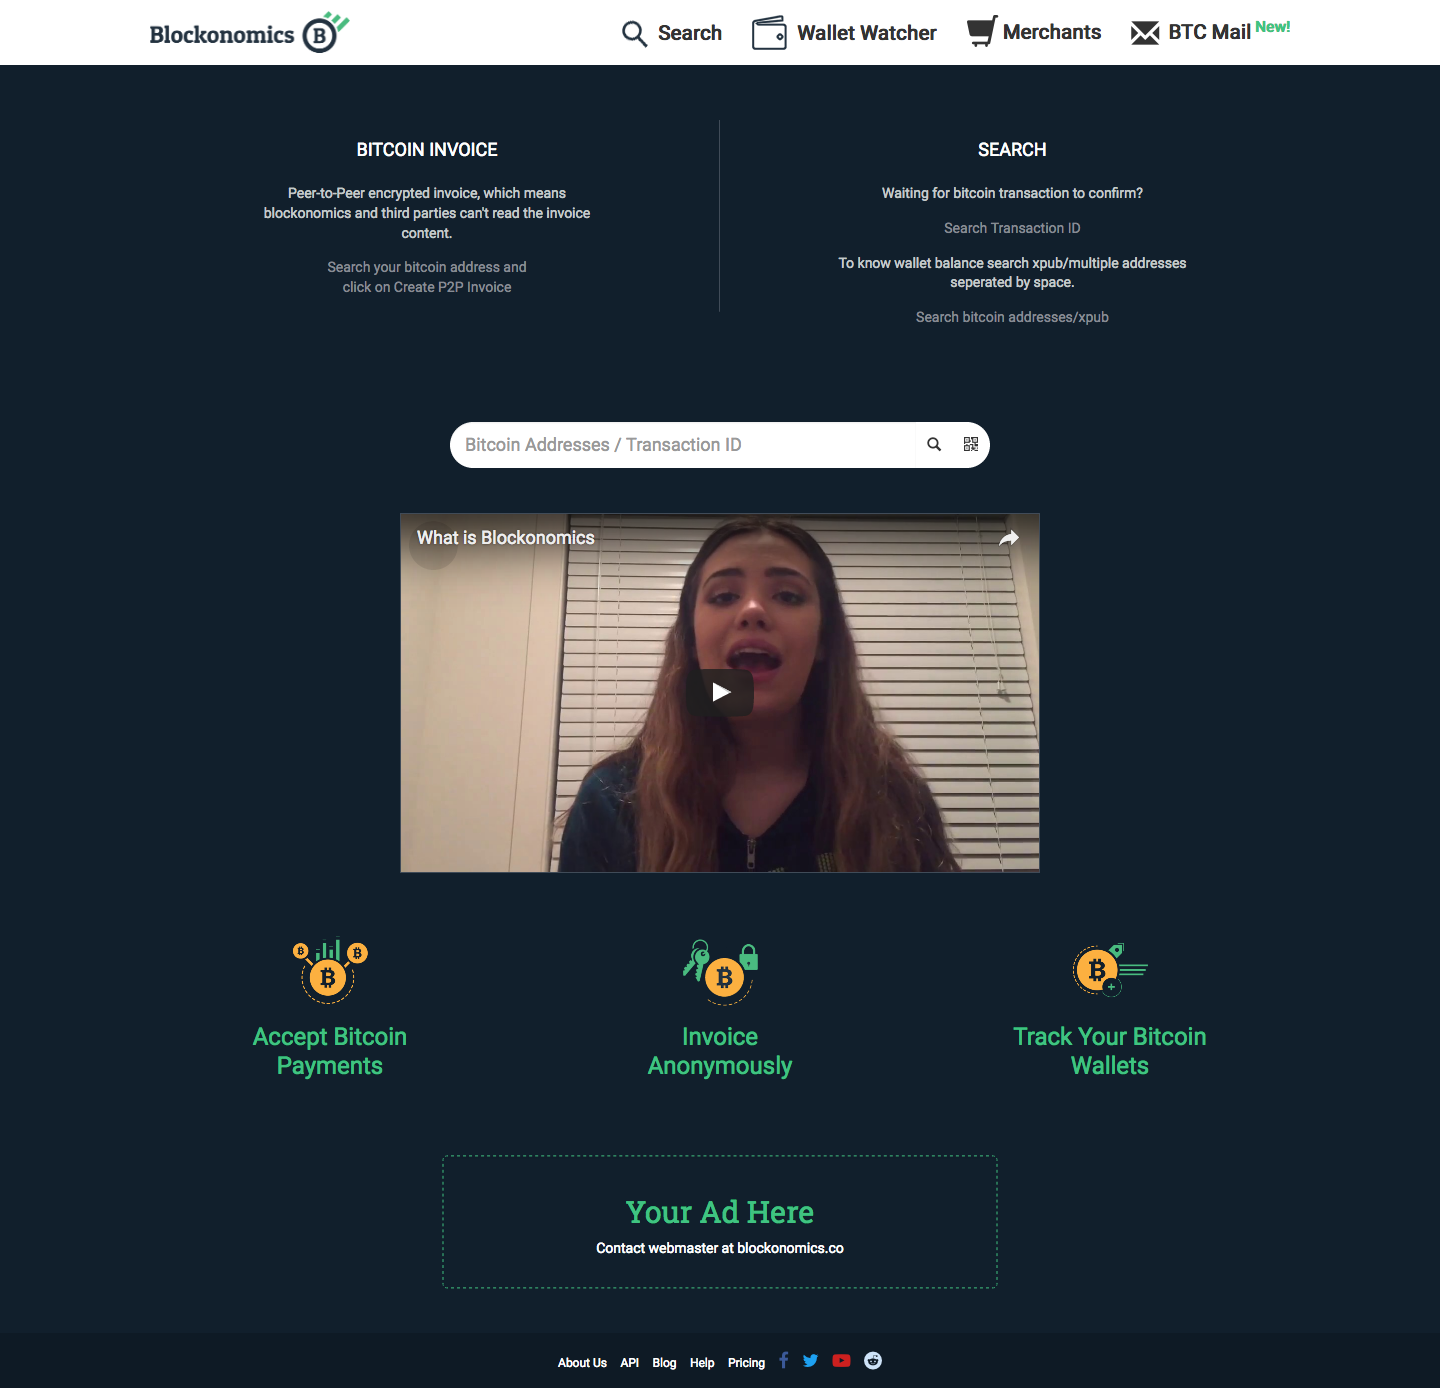 Blockonomics B
Search
Wallet Watcher
Merchants
BTC Mail New!
BITCOIN INVOICE
Peer-to-Peer encrypted invoice, which means
blockonomics and third parties can't read the invoice
content.
Search your bitcoin address and
click on Create P2P Invoice
SEARCH
Waiting for bitcoin transaction to confirm?
Search Transaction ID
To know wallet balance search xpub/multiple addresses
seperated by space.
Search bitcoin addresses/xpub
Bitcoin Addresses / Transaction ID
What is Blockonomics
Accept Bitcoin
Payments
Invoice
Anonymously
Track Your Bitcoin
Wallets
Your Ad Here
Contact webmaster at blockonomics.co
About Us API Blog Help Pricing